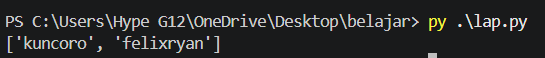 PS C:\Users\Hype G12\OneDrive\Desktop\belajar> py .\lap.py
['kuncoro', 'felixryan']